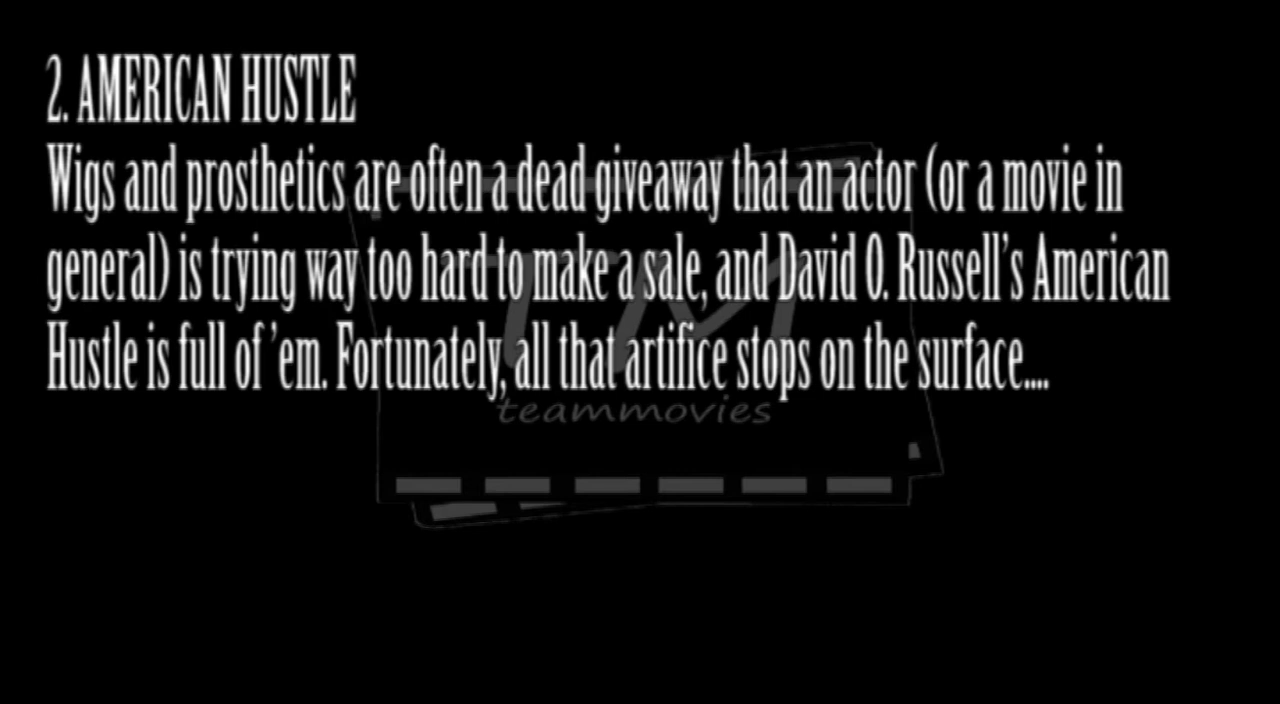 2. AMERICAN HUSTLE
Wigs and prosthetics are often a dead giveaway that an actor (or a movie in
general) is trying way too hard to make a sale, and David O. Russell's American
Hustle is full of 'em. Fortunately, all that artifice stops on the surface....
TM
teammovies